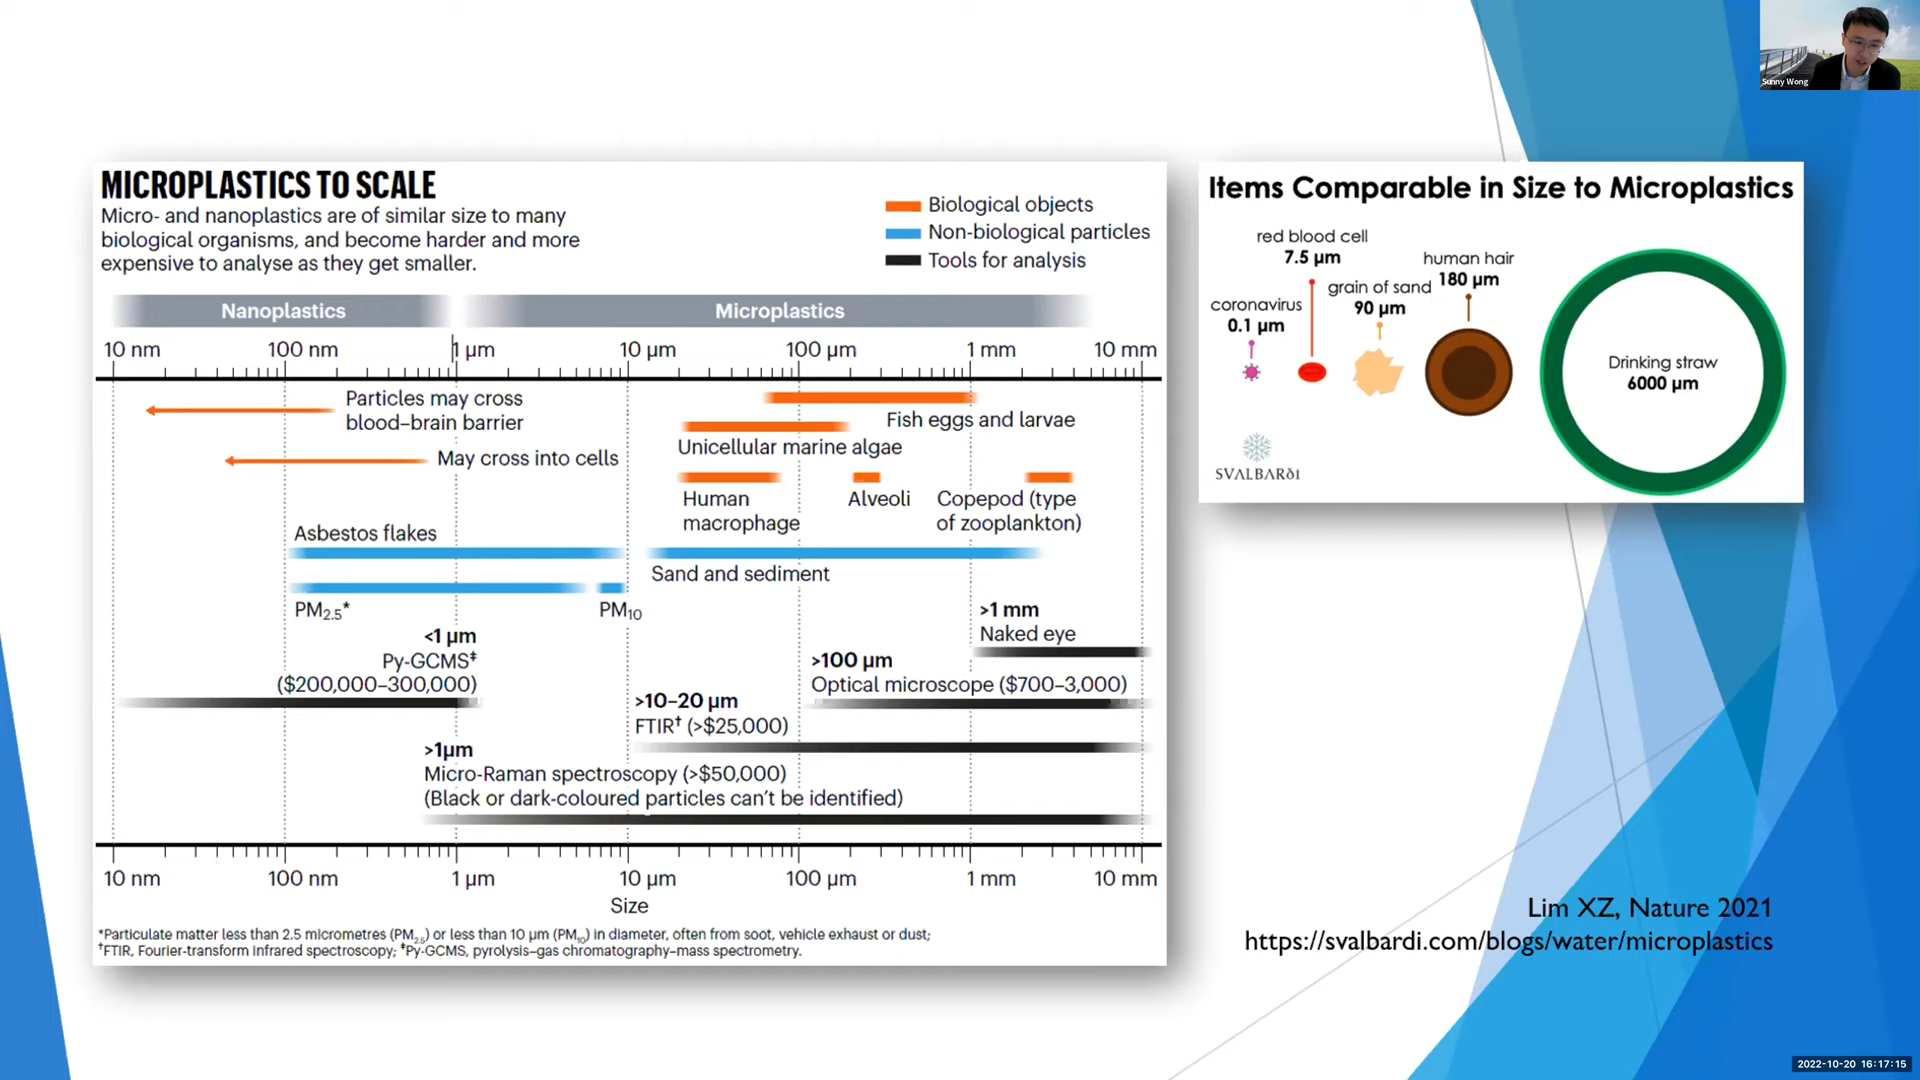 Sunny Wong
MICROPLASTICS TO SCALE
Micro- and nanoplastics are of similar size to many
biological organisms, and become harder and more
expensive to analyse as they get smaller.
Biological objects
Non-biological particles
Tools for analysis
Nanoplastics
Microplastics
10 nm 100 nm 1 µm 10 µm 100 µm 1 mm 10 mm
Particles may cross
blood–brain barrier
May cross into cells
Fish eggs and larvae
Unicellular marine algae
Human
macrophage
Alveoli
Copepod (type
of zooplankton)
Asbestos flakes
Sand and sediment
PM2.5*
PM10
>1 mm
Naked eye
<1 µm
Py-GCMS‡
($200,000–300,000)
>100 µm
Optical microscope ($700–3,000)
>10–20 µm
FTIR† (>$25,000)
>1µm
Micro-Raman spectroscopy (>$50,000)
(Black or dark-coloured particles can't be identified)
10 nm 100 nm 1 µm 10 µm 100 µm 1 mm 10 mm
Size
*Particulate matter less than 2.5 micrometres (PM2.5) or less than 10 µm (PM10) in diameter, often from soot, vehicle exhaust or dust;
†FTIR, Fourier-transform infrared spectroscopy; ‡Py-GCMS, pyrolysis–gas chromatography–mass spectrometry.
Items Comparable in Size to Microplastics
red blood cell
7.5 µm
human hair
180 µm
grain of sand
90 µm
coronavirus
0.1 µm
Drinking straw
6000 µm
SVALBARðI
Lim XZ, Nature 2021
https://svalbardi.com/blogs/water/microplastics
2022-10-20 16:17:15